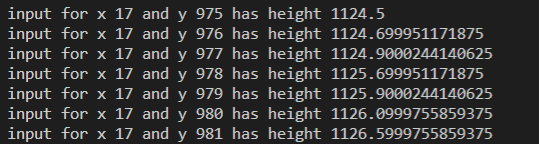 input for x 17 and y 975 has height 1124.5
input for x 17 and y 976 has height 1124.699951171875
input for x 17 and y 977 has height 1124.9000244140625
input for x 17 and y 978 has height 1125.699951171875
input for x 17 and y 979 has height 1125.9000244140625
input for x 17 and y 980 has height 1126.0999755859375
input for x 17 and y 981 has height 1126.5999755859375